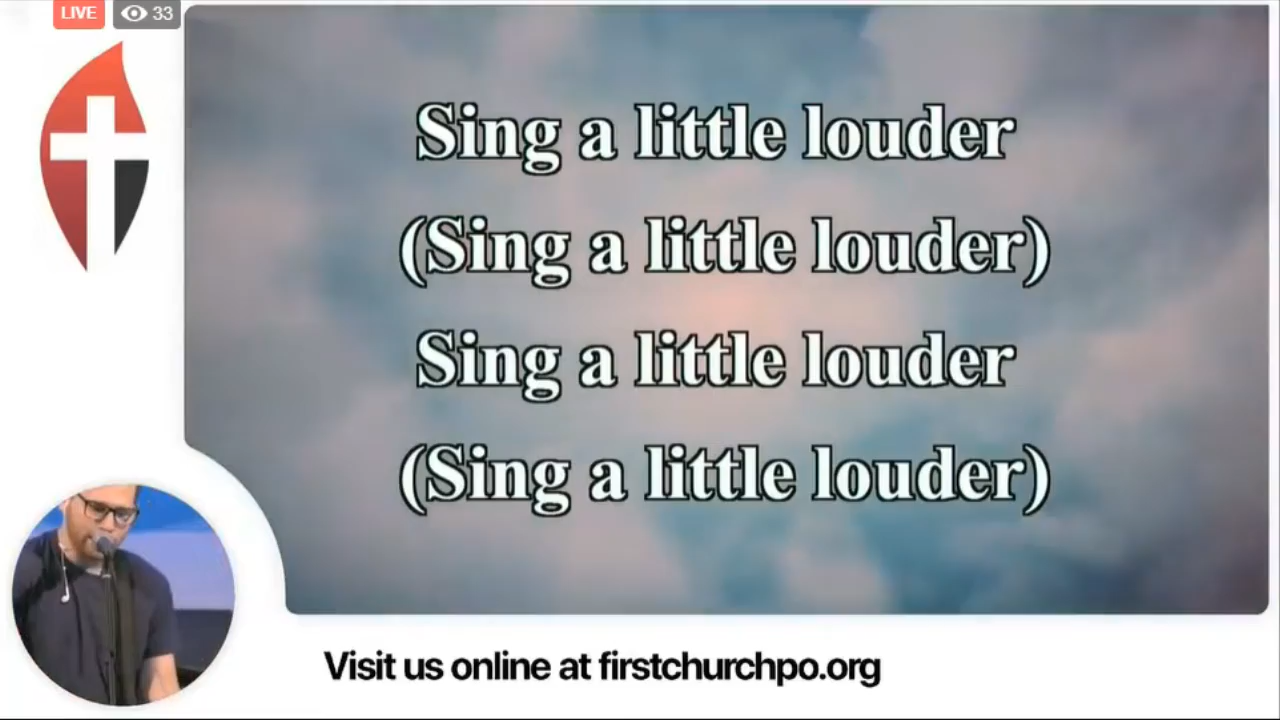 LIVE 33
Sing a little louder
(Sing a little louder)
Sing a little louder
(Sing a little louder)
Visit us online at firstchurchpo.org